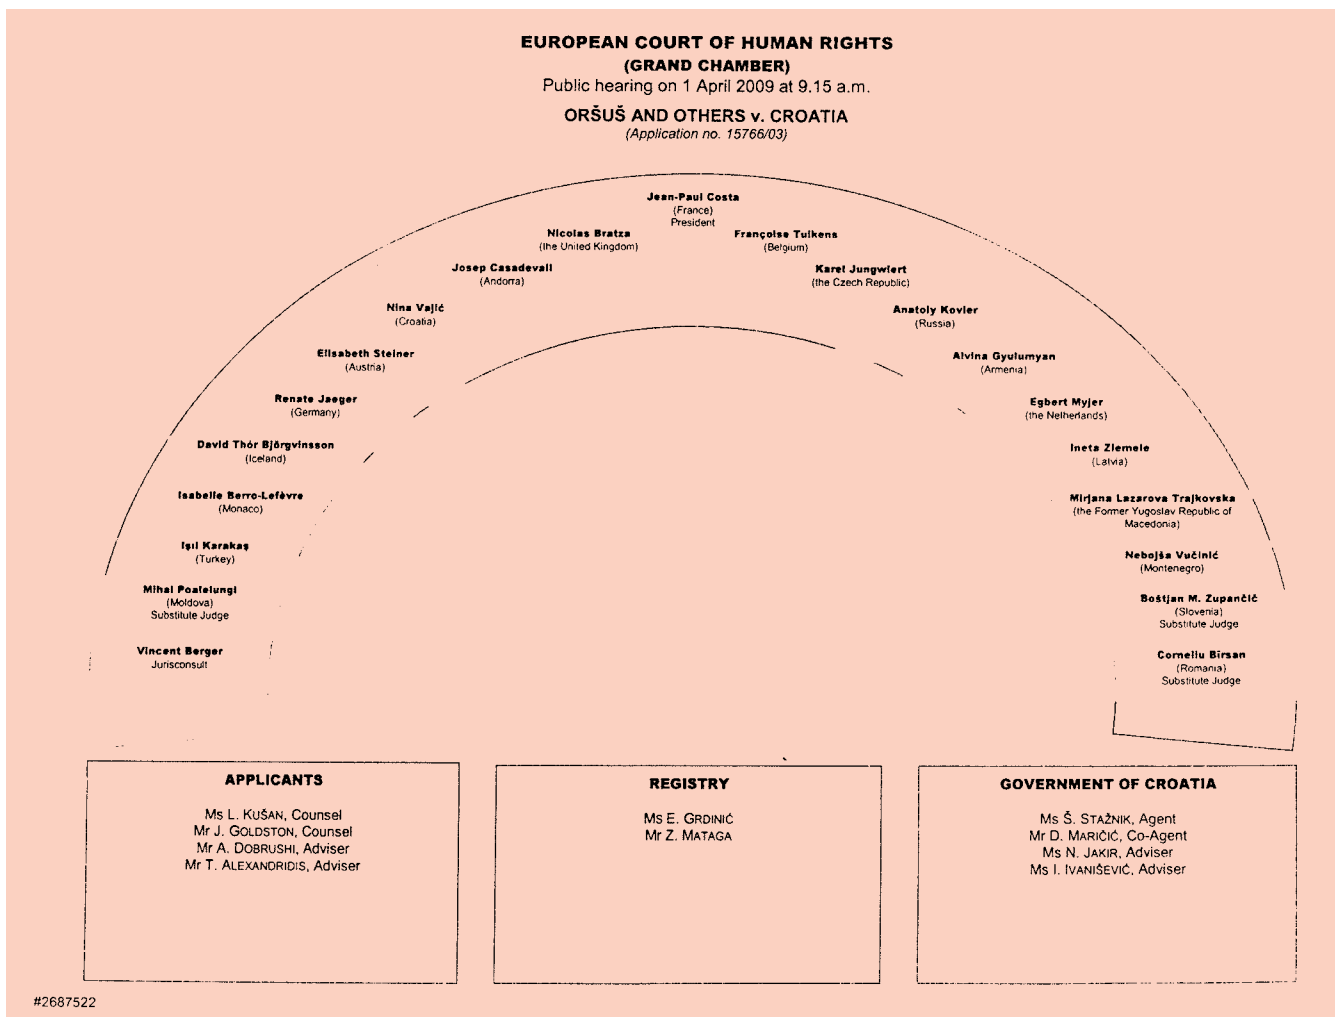 EUROPEAN COURT OF HUMAN RIGHTS
(GRAND CHAMBER)
Public hearing on 1 April 2009 at 9.15 a.m.
ORŠUŠ AND OTHERS v. CROATIA
(Application no. 15766/03)
Jean-Paul Costa
(France)
President
Nicolas Bratza
(the United Kingdom)
Françoise Tulkens
(Belgium)
Josep Casadevall
(Andorra)
Karel Jungwiert
(the Czech Republic)
Nina Vajić
(Croatia)
Anatoly Kovler
(Russia)
Elisabeth Steiner
(Austria)
Alvina Gyulumyan
(Armenia)
Renate Jaeger
(Germany)
Egbert Myjer
(the Netherlands)
David Thór Björgvinsson
(Iceland)
Ineta Ziemele
(Latvia)
Isabelle Berro-Lefèvre
(Monaco)
Mirjana Lazarova Trajkovska
(the Former Yugoslav Republic of
Macedonia)
Işıl Karakaş
(Turkey)
Nebojša Vučinić
(Montenegro)
Mihai Poalelungi
(Moldova)
Substitute Judge
Boštjan M. Zupančič
(Slovenia)
Substitute Judge
Vincent Berger
Jurisconsult
Corneliu Bîrsan
(Romania)
Substitute Judge
APPLICANTS
Ms L. KUŠAN, Counsel
Mr J. GOLDSTON, Counsel
Mr A. DOBRUSHI, Adviser
Mr T. ALEXANDRIDIS, Adviser
REGISTRY
Ms E. GRDINIĆ
Mr Z. MATAGA
GOVERNMENT OF CROATIA
Ms Š. STAŽNIK, Agent
Mr D. MARIČIĆ, Co-Agent
Ms N. JAKIR, Adviser
Ms I. IVANIŠEVIĆ, Adviser
#2687522